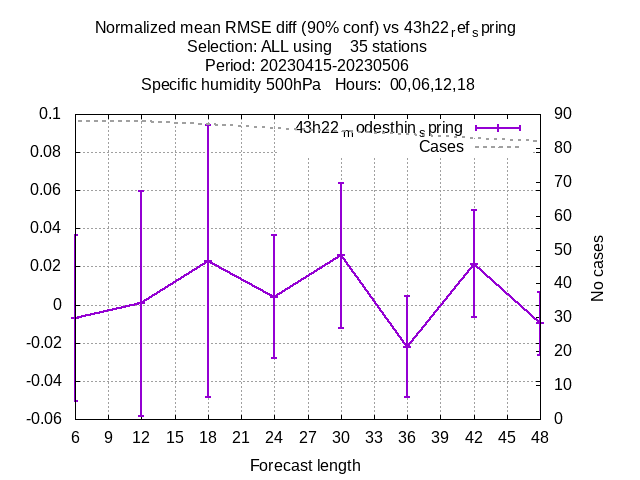 Normalized mean RMSE diff (90% conf) vs 43h22refspring
Selection: ALL using 35 stations
Period: 20230415-20230506
Specific humidity 500hPa Hours: 00,06,12,18
0.1
0.08
0.06
0.04
0.02
0
-0.02
-0.04
-0.06
43h22modesthinspring
Cases
90
80
70
60
50
40
30
20
10
0
No cases
6 9 12 15 18 21 24 27 30 33 36 39 42 45 48
Forecast length